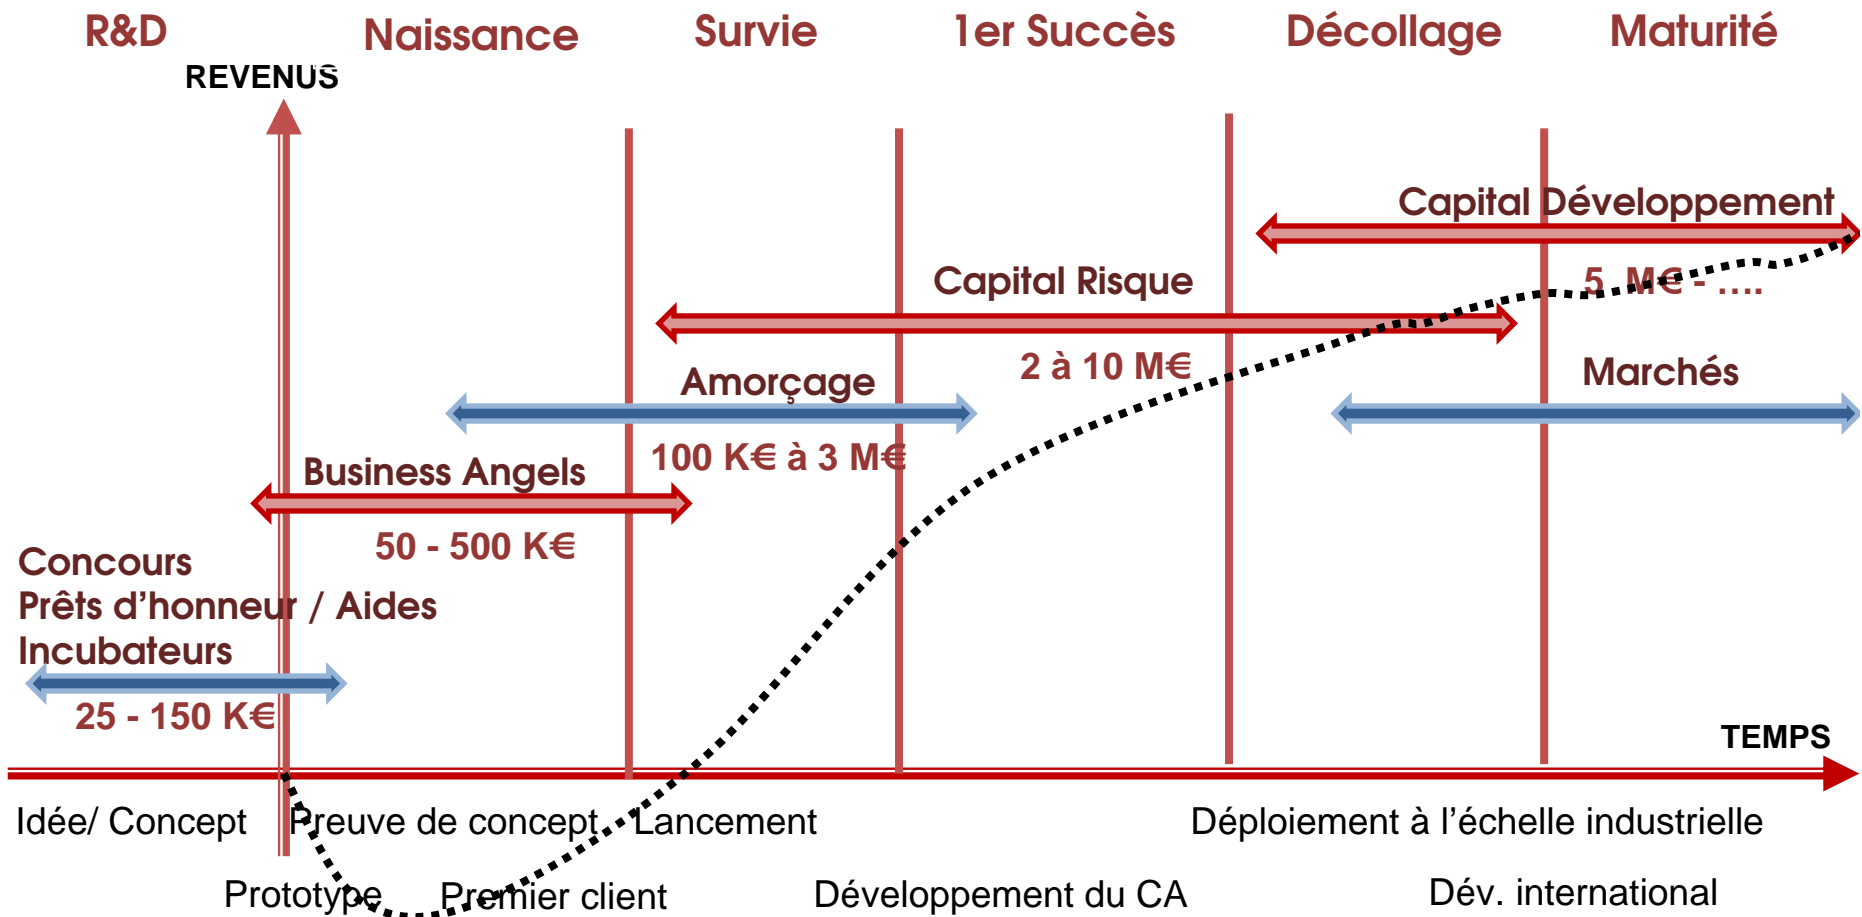 R&D
Naissance
Survie
1er Succès
Décollage
Maturité
REVENUS
Capital Développement
5 M€ - ....
Capital Risque
2 à 10 M€
Amorçage
100 K€ à 3 M€
Marchés
Business Angels
50 - 500 K€
Concours
Prêts d'honneur / Aides
Incubateurs
25 - 150 K€
TEMPS
Idée/ Concept
Preuve de concept
Lancement
Déploiement à l'échelle industrielle
Prototype
Premier client
Développement du CA
Dév. international